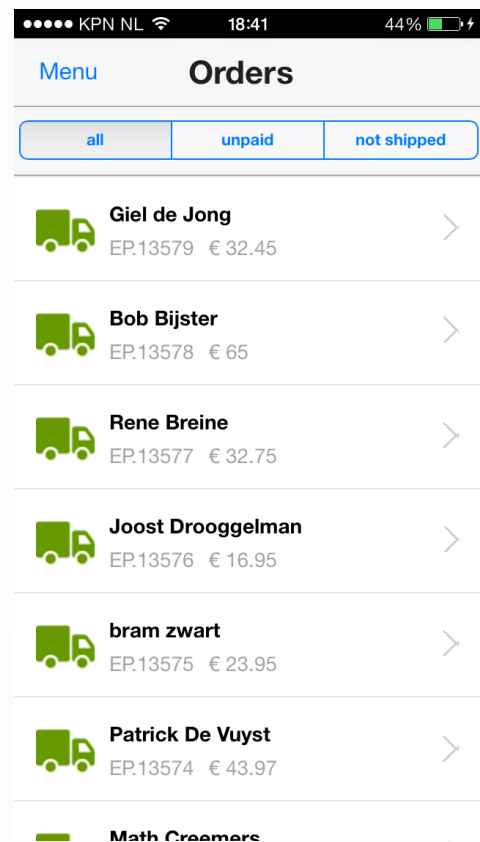 KPN NL 18:41 44%
Menu Orders
all unpaid not shipped
Giel de Jong
EP.13579 € 32.45
Bob Bijster
EP.13578 € 65
Rene Breine
EP.13577 € 32.75
Joost Drooggelman
EP.13576 € 16.95
bram zwart
EP.13575 € 23.95
Patrick De Vuyst
EP.13574 € 43.97
Math Creemers